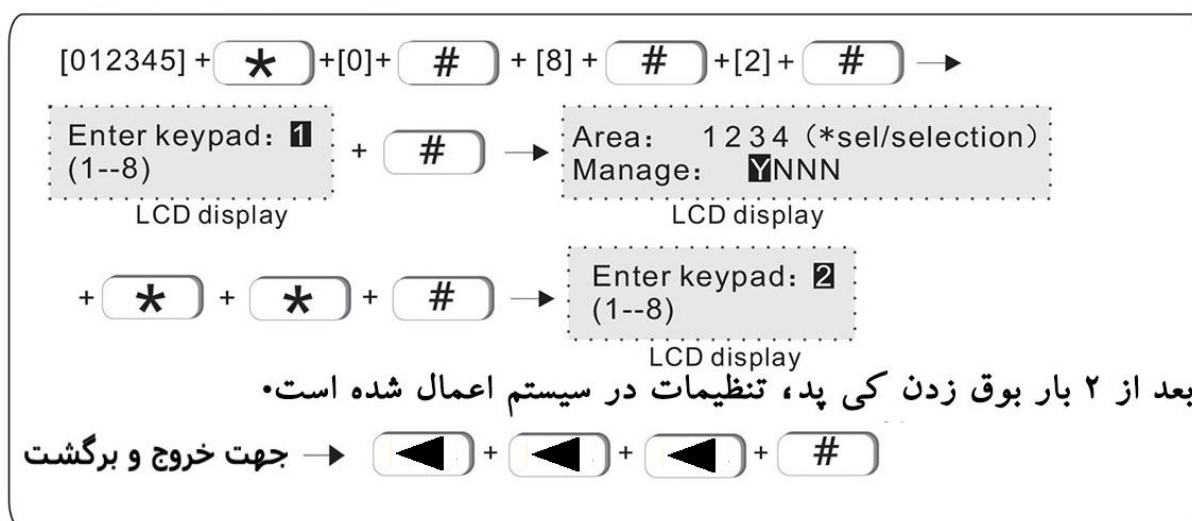 [012345] + * +[0]+ # + [8] + # +[2]+ # →
Enter keypad: 1
(1--8)
+ # →
Area: 1234 (*sel/selection)
Manage: YNNN
LCD display
LCD display
+ * + * + # →
Enter keypad: 2
(1--8)
LCD display
بعد از ۲ بار بوق زدن کی پد، تنظیمات در سیستم اعمال شده است.
جهت خروج و برگشت → ◀ + ◀ + ◀ + #